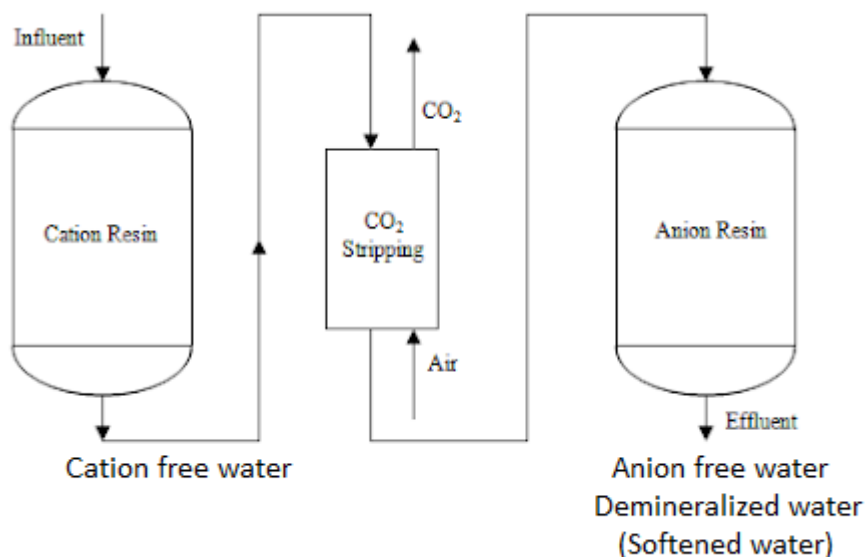 Influent
Cation Resin
Cation free water
CO₂
CO₂
Stripping
Air
Anion Resin
Effluent
Anion free water
Demineralized water
(Softened water)